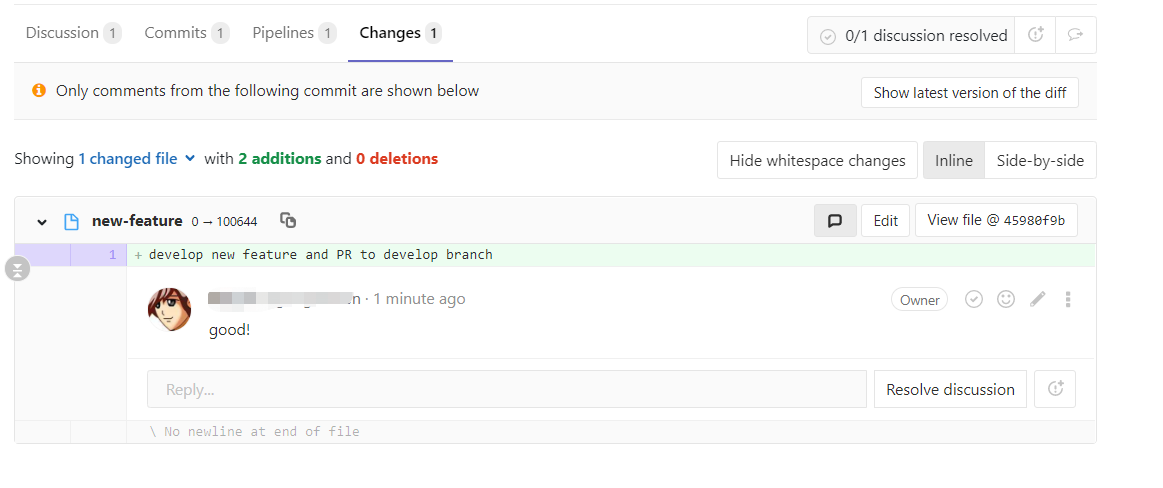 Discussion 1 Commits 1 Pipelines 1 Changes 1 0/1 discussion resolved
Only comments from the following commit are shown below Show latest version of the diff
Showing 1 changed file with 2 additions and 0 deletions Hide whitespace changes Inline Side-by-side
new-feature 0 → 100644 Edit View file @ 45980f9b
1 + develop new feature and PR to develop branch
· 1 minute ago Owner
good!
Reply... Resolve discussion
\ No newline at end of file